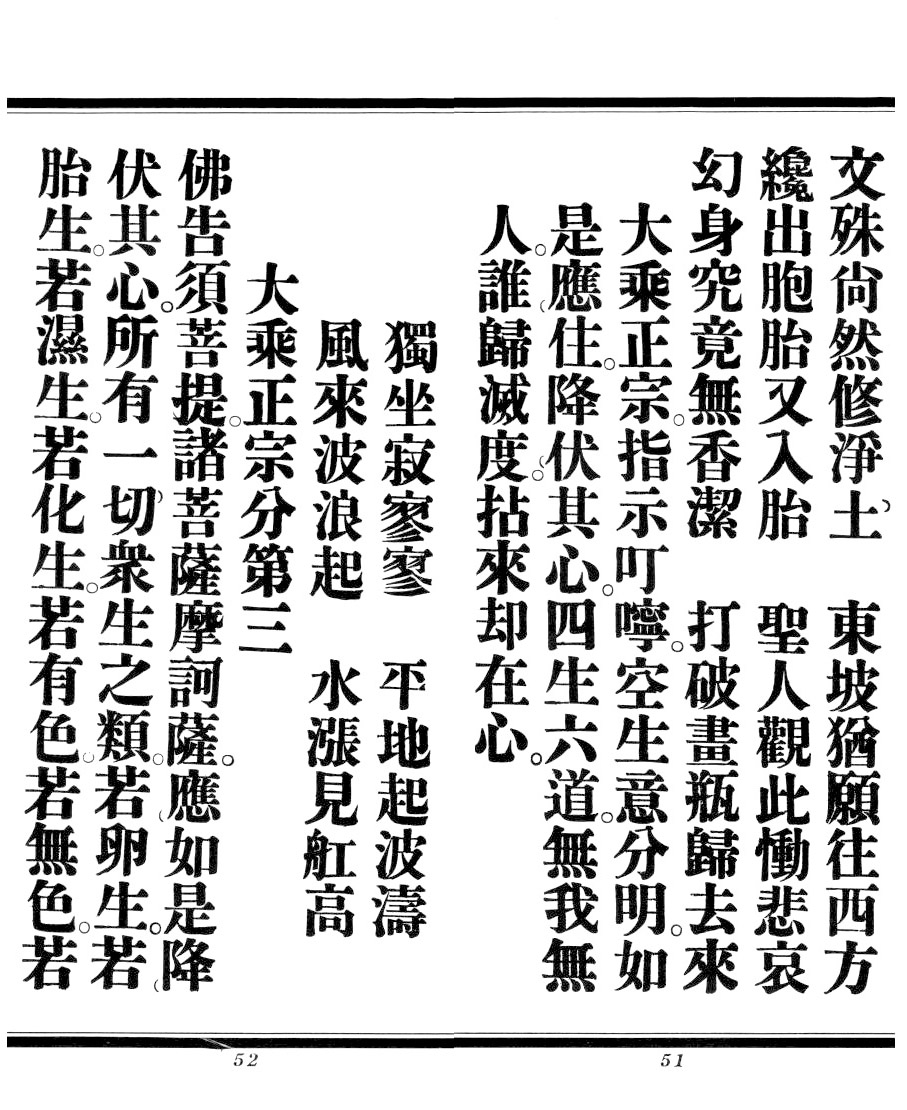 文殊尙然修淨土　東坡猶願往西方
纔出胞胎又入胎　聖人觀此慟悲哀
幻身究竟無香潔　打破畫瓶歸去來
大乘正宗。指示叮嚀。空生意分明。如
是應住。降伏其心。四生六道。無我無
人。誰歸滅度。拈來却在心。
獨坐寂寥寥　平地起波濤
風來波浪起　水漲見舡高
大乘正宗分第三
佛告須菩提。諸菩薩摩訶薩。應如是降
伏其心。所有一切衆生之類。若卵生。若
胎生。若濕生。若化生。若有色。若無色。若
51
52